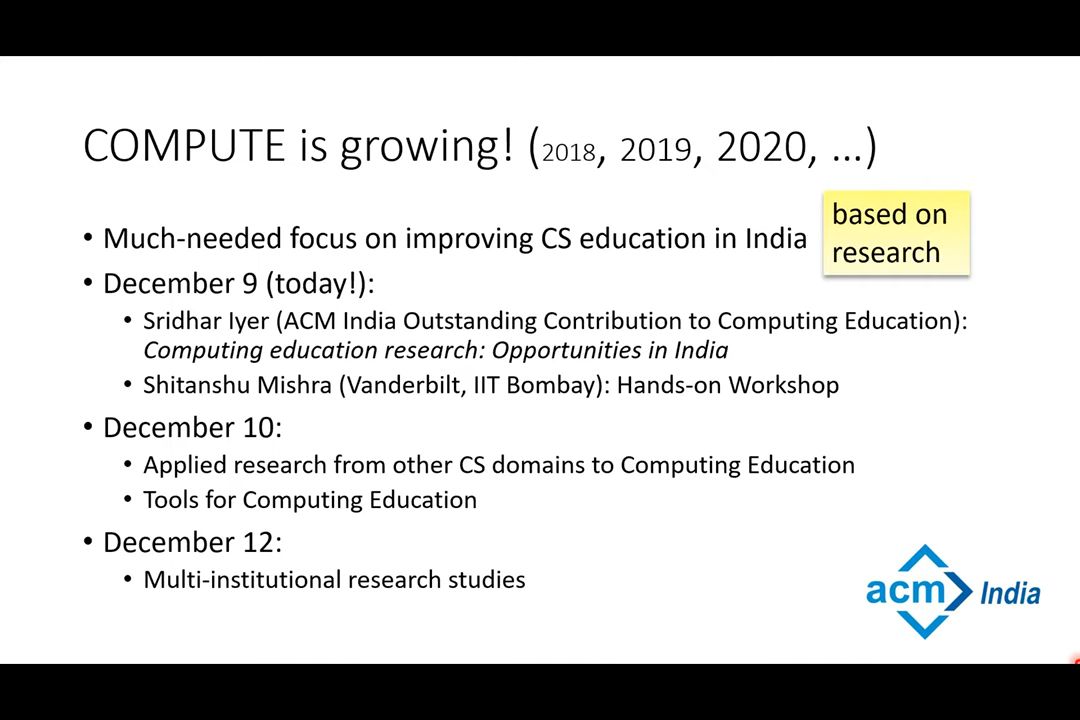 COMPUTE is growing! (2018, 2019, 2020, ...)
• Much-needed focus on improving CS education in India
based on
research
• December 9 (today!):
• Sridhar Iyer (ACM India Outstanding Contribution to Computing Education):
Computing education research: Opportunities in India
• Shitanshu Mishra (Vanderbilt, IIT Bombay): Hands-on Workshop
• December 10:
• Applied research from other CS domains to Computing Education
• Tools for Computing Education
• December 12:
• Multi-institutional research studies
acm India